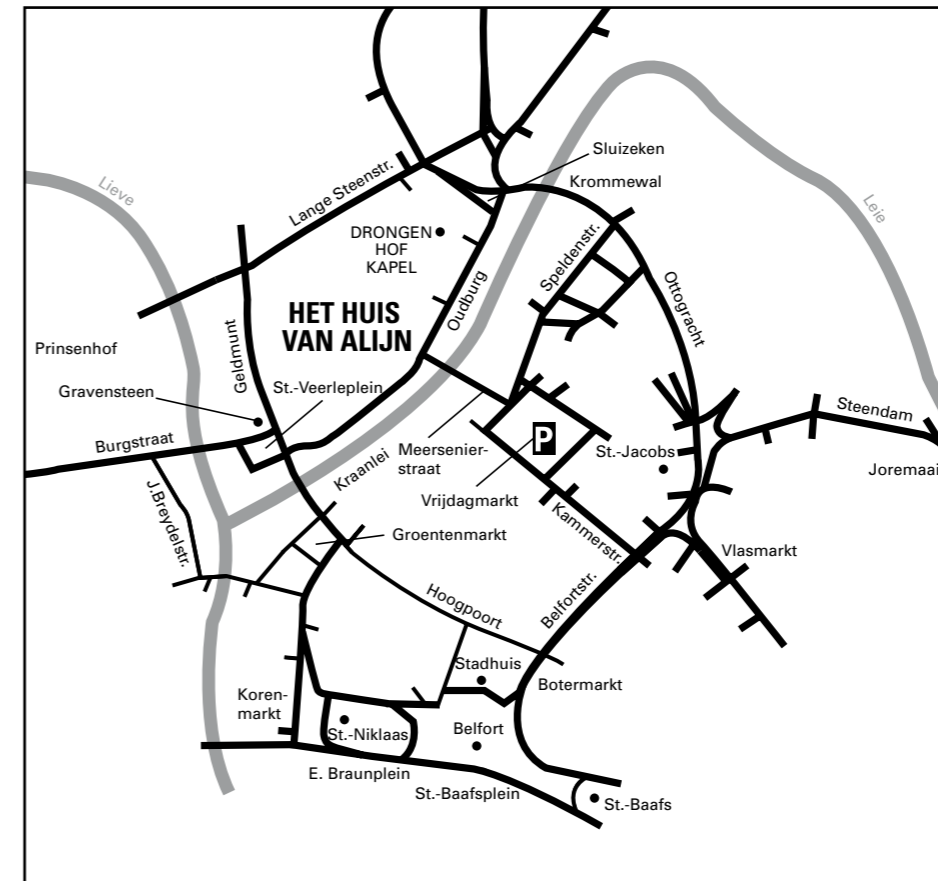 Sluizeken
Krommewal
Lieve
Lange Steenstr.
Leie
DRONGEN
HOF
KAPEL
Speldenstr.
Oudburg
Ottogracht
HET HUIS
VAN ALIJN
Geldmunt
Prinsenhof
St.-Veerleplein
Gravensteen
Steendam
Burgstraat
P
Meersenier-
straat
St.-Jacobs
Kraanlei
Joremaai
J.Breydelstr.
Vrijdagmarkt
Kammerstr.
Groentenmarkt
Vlasmarkt
Hoogpoort
Belfortstr.
Stadhuis
Botermarkt
Koren-
markt
St.-Niklaas
Belfort
E. Braunplein
St.-Baafsplein
St.-Baafs